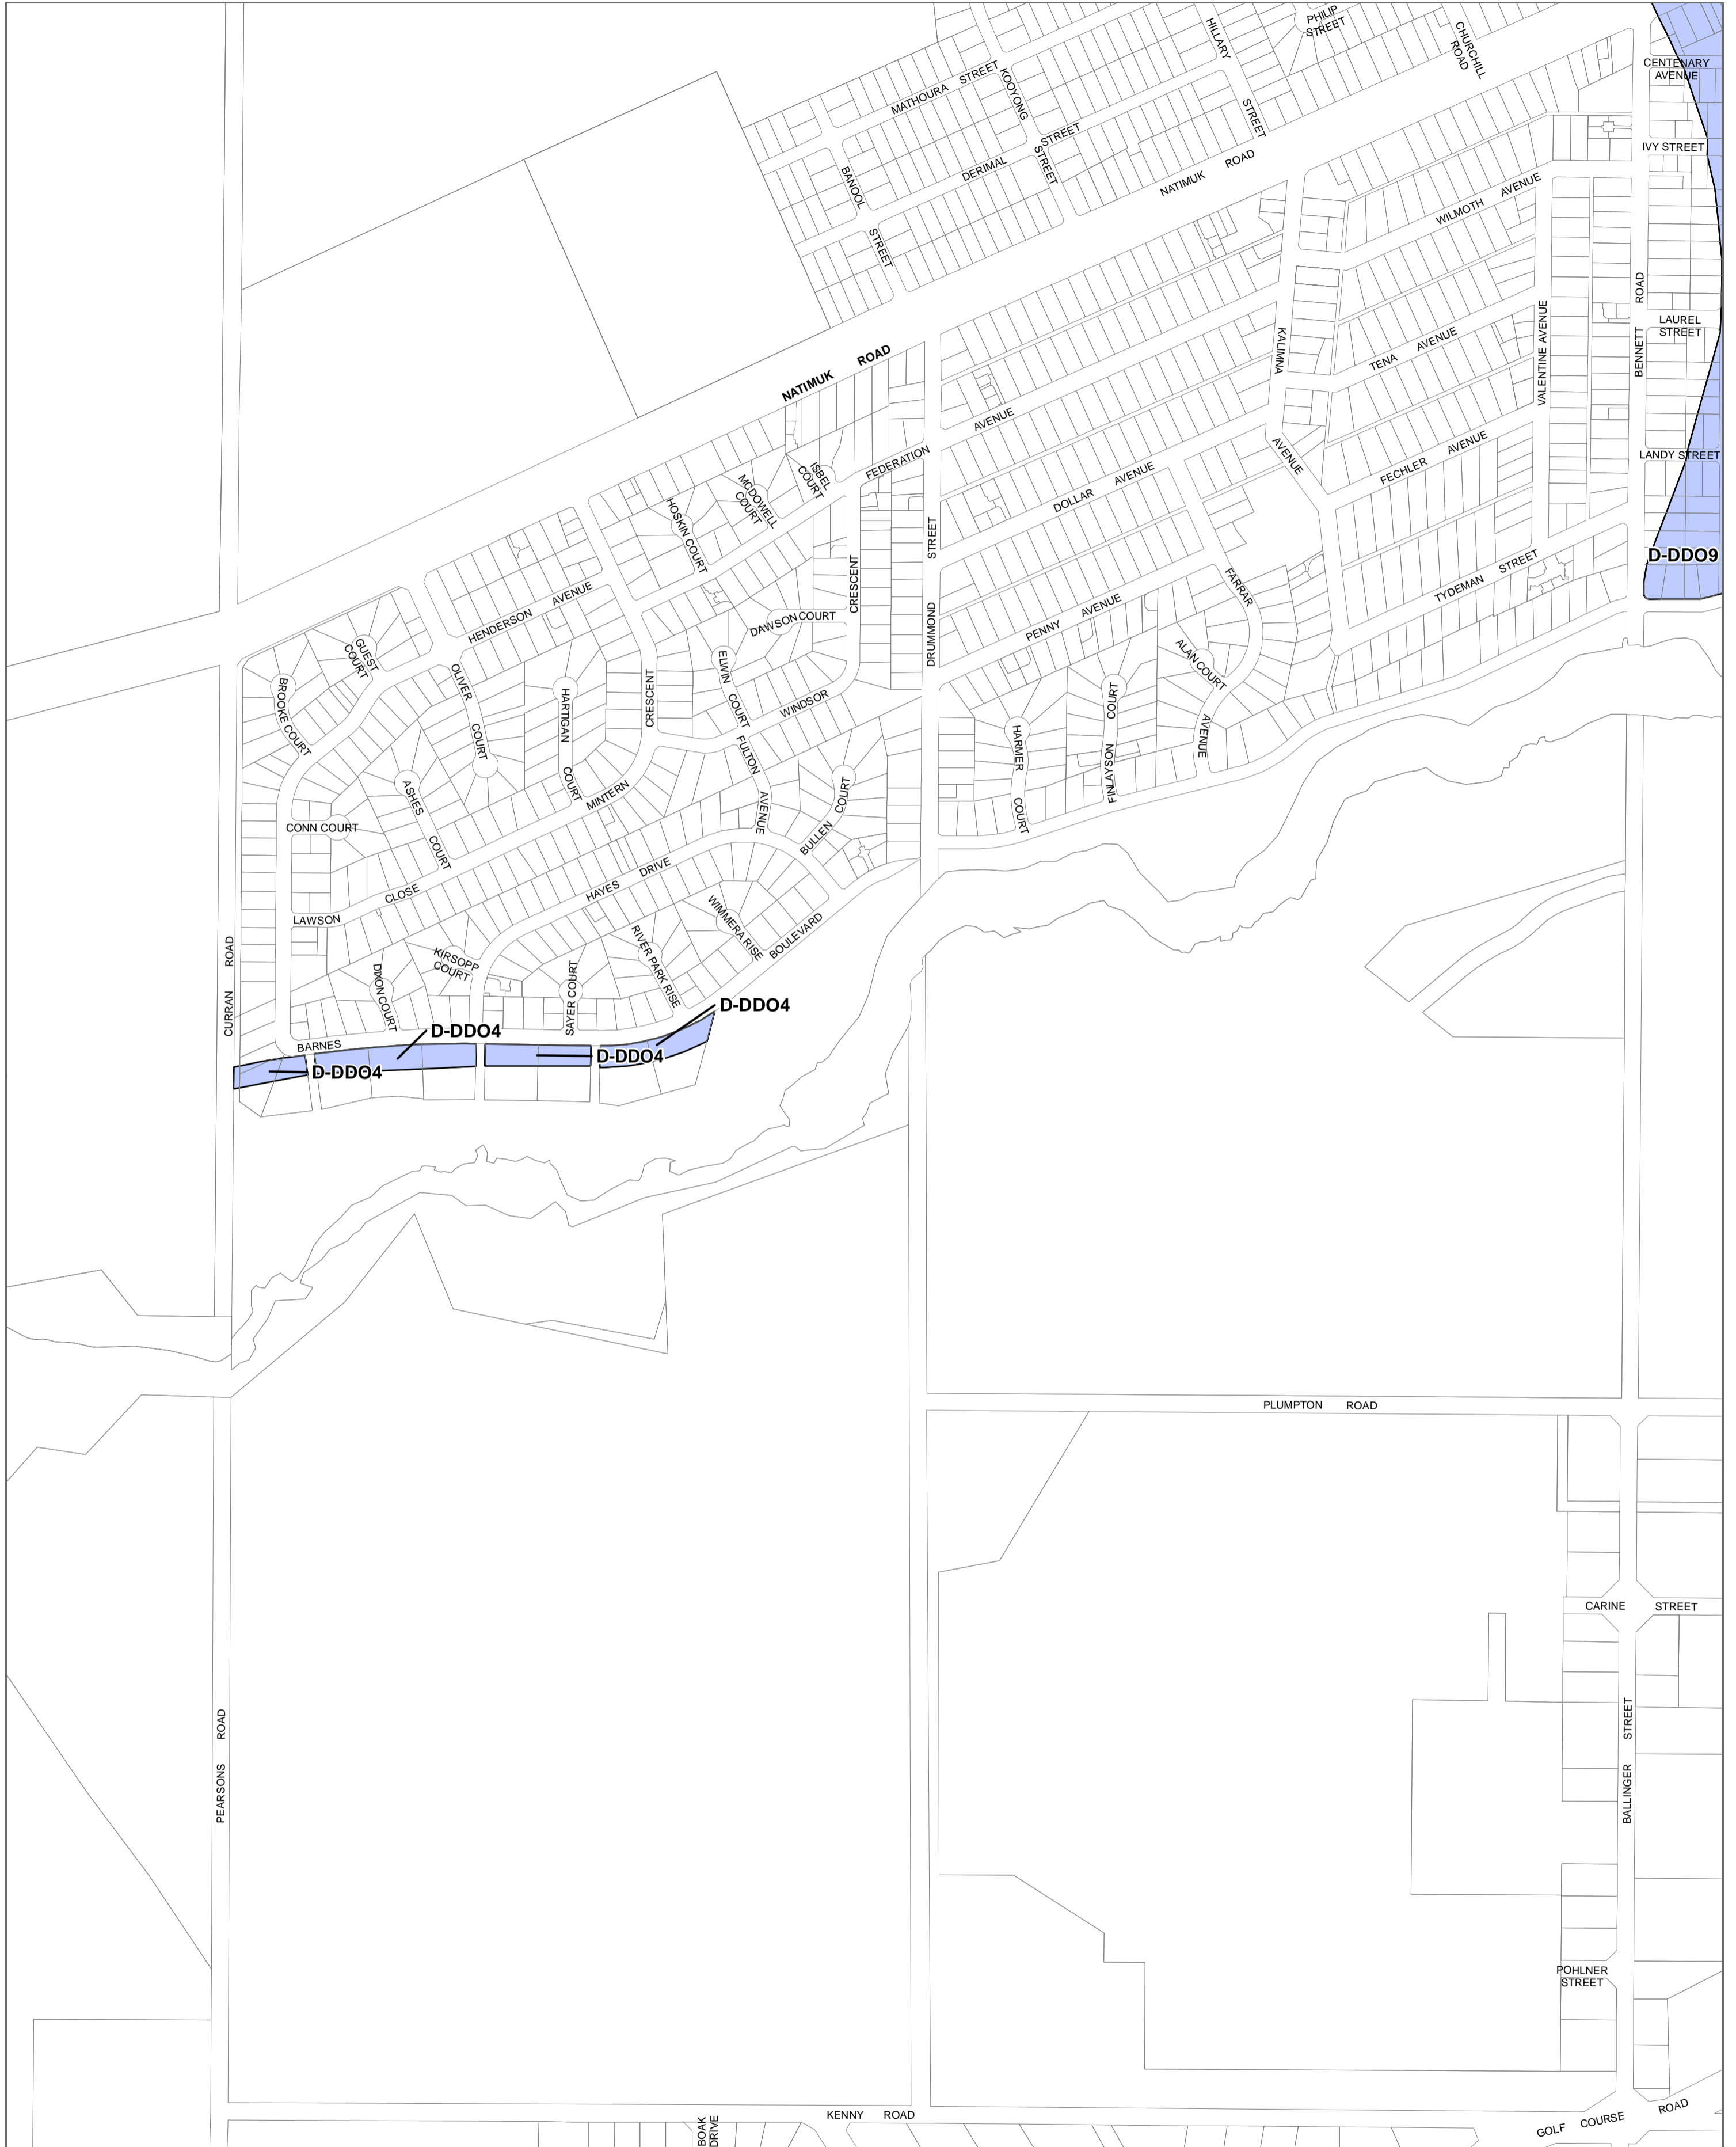 PHILIP
STREET
HILLARY
STREET
CHURCHILL
ROAD
CENTENARY
AVENUE
MATHOURA STREET
KOOYONG
STREET
IVY STREET
DERIMAL
STREET
BANOOL
STREET
NATIMUK ROAD
WILMOTH AVENUE
BENNETT ROAD
LAUREL
STREET
KALIMNA
AVENUE
TENA AVENUE
VALENTINE AVENUE
NATIMUK ROAD
AVENUE
FEDERATION
LANDY STREET
ISBEL
COURT
MCDOWELL
COURT
HOSKIN COURT
DOLLAR AVENUE
FECHLER AVENUE
DRUMMOND STREET
CRESCENT
D-DDO9
TYDEMAN STREET
FARRAR
AVENUE
HENDERSON AVENUE
DAWSON COURT
PENNY AVENUE
GUEST
COURT
ALAN COURT
ELWIN COURT
OLIVER COURT
BROOKE COURT
HARTIGAN COURT
CRESCENT
WINDSOR
FINLAYSON COURT
HARMER COURT
FULTON AVENUE
ASHES COURT
MINTERN
BULLEN COURT
CONN COURT
HAYES DRIVE
LAWSON CLOSE
WIMMERA RISE
BOULEVARD
RIVER PARK RISE
KIRSOPP
COURT
DIXON COURT
SAYER COURT
CURRAN ROAD
D-DDO4
D-DDO4
BARNES
D-DDO4
D-DDO4
PLUMPTON ROAD
CARINE STREET
BALLINGER STREET
PEARSONS ROAD
POHLNER
STREET
KENNY ROAD
BOAK
DRIVE
GOLF COURSE ROAD